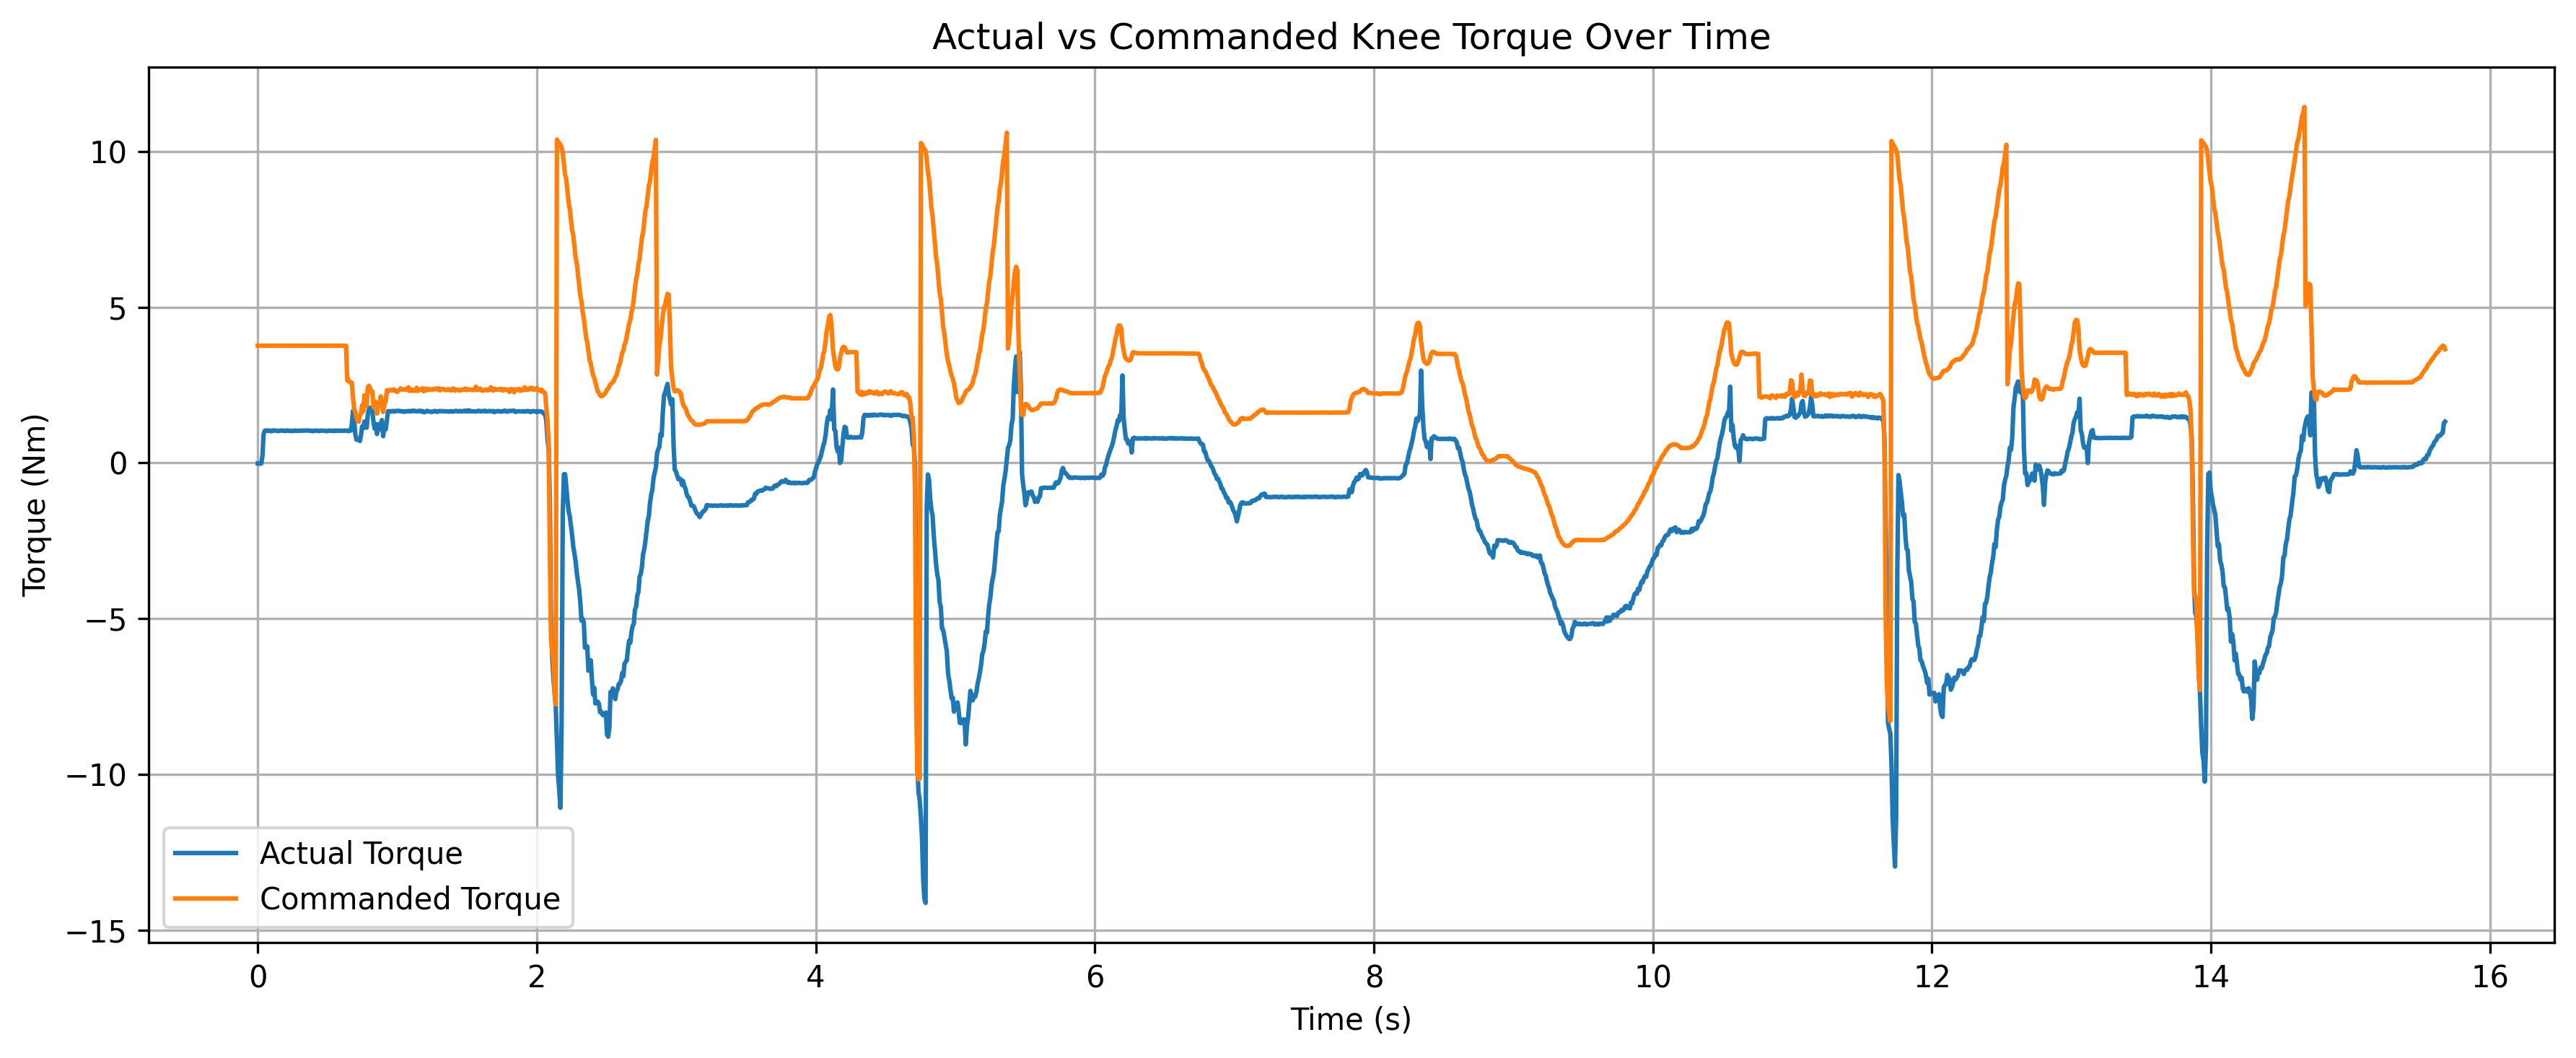 Actual vs Commanded Knee Torque Over Time
Torque (Nm)
10
5
0
−5
−10
−15
Actual Torque
Commanded Torque
0 2 4 6 8 10 12 14 16
Time (s)